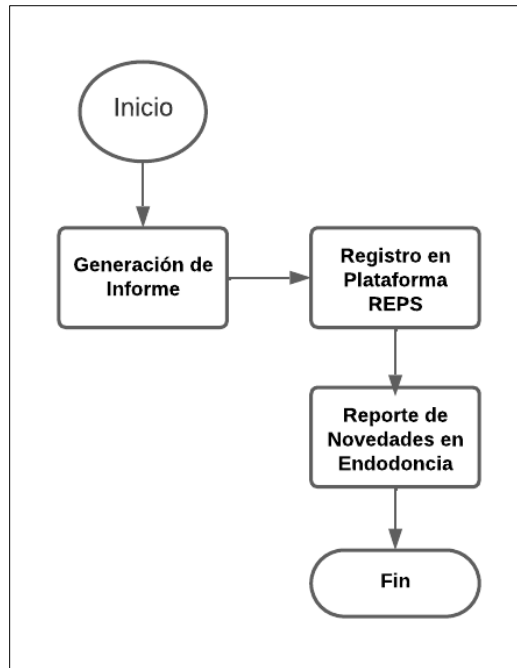 Inicio
Generación de
Informe
Registro en
Plataforma
REPS
Reporte de
Novedades en
Endodoncia
Fin